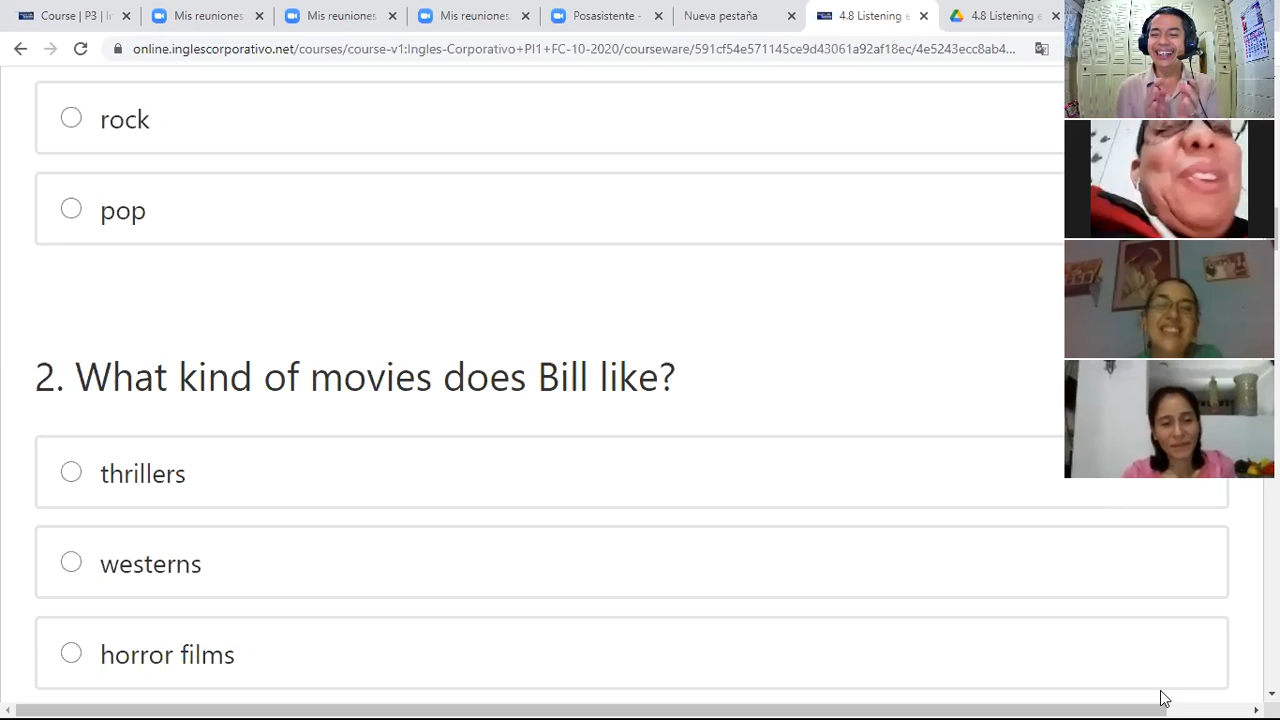 Course | P3 | I
Mis reuniones
Mis reuniones
Mis reuniones
Posasistente -
Nueva pestañ
4.8 Listening e
4.8 Listening e
online.inglescorporativo.net/courses/course-v1:Ingles-Corporativo+PI1+FC-10-2020/courseware/591cf54e571145ce9d43061a92af18ec/4e5243ecc8ab4...
rock
pop
2. What kind of movies does Bill like?
thrillers
westerns
horror films